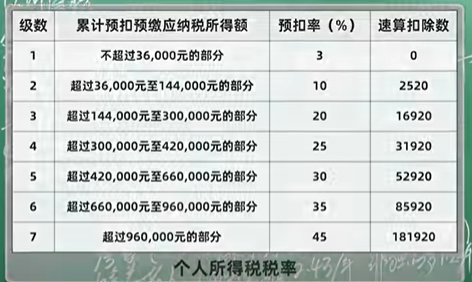 级数 累计预扣预缴应纳税所得额 预扣率（%） 速算扣除数
1 不超过36,000元的部分 3 0
2 超过36,000元至144,000元的部分 10 2520
3 超过144,000元至300,000元的部分 20 16920
4 超过300,000元至420,000元的部分 25 31920
5 超过420,000元至660,000元的部分 30 52920
6 超过660,000元至960,000元的部分 35 85920
7 超过960,000元的部分 45 181920
个人所得税税率